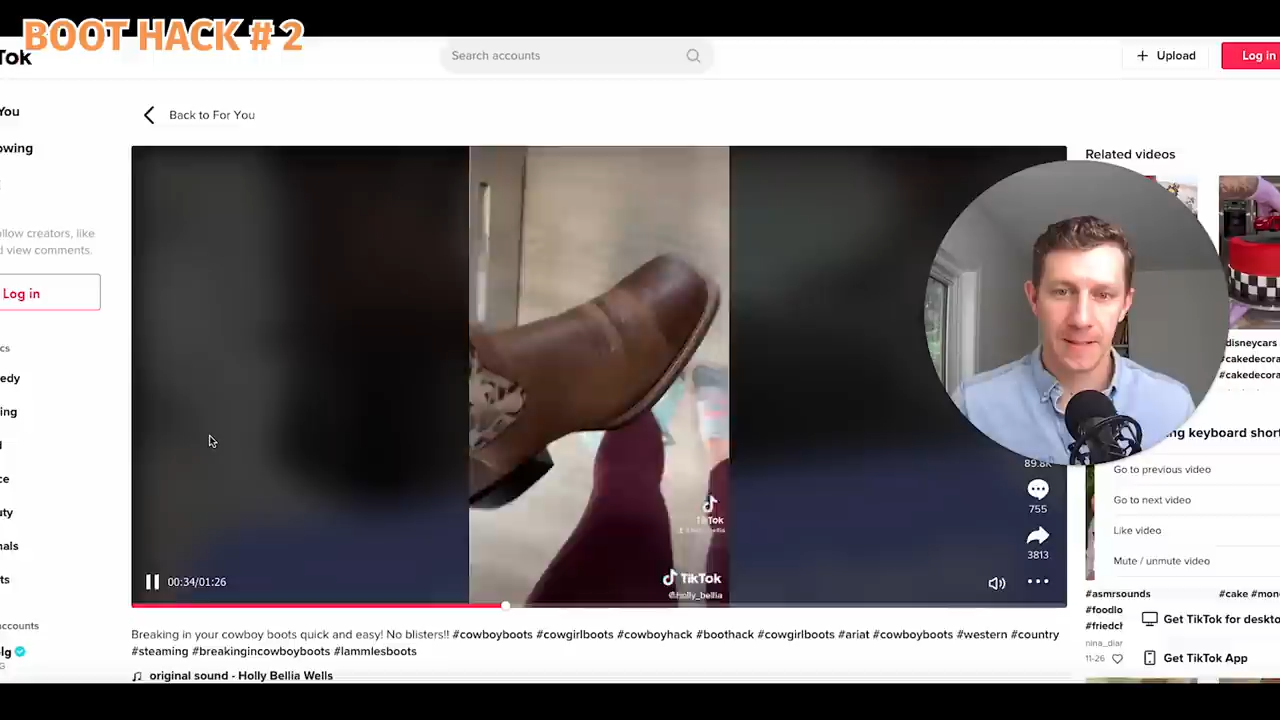 BOOT HACK # 2
Tok
Search accounts
Upload
Log in
You
Back to For You
owing
Related videos
llow creators, like
d view comments.
Log in
disneycars
#cakedecora
#cakedecora
cs
edy
ing
ng keyboard short
Go to previous video
89.8K
Go to next video
755
Like video
TikTok
3813
Mute / unmute video
00:34/01:26
TikTok
@holly_bellia
#asmrsounds
#cake #mon
#foodlo
Get TikTok for deskto
#friedch
Breaking in your cowboy boots quick and easy! No blisters!! #cowboyboots #cowgirlboots #cowboyhack #boothack #cowgirlboots #ariat #cowboyboots #western #country
#steaming #breakingincowboyboots #lammlesboots
nina_diar
11-26
Get TikTok App
original sound - Holly Bellia Wells
ce
uty
nals
ts
accounts
lg